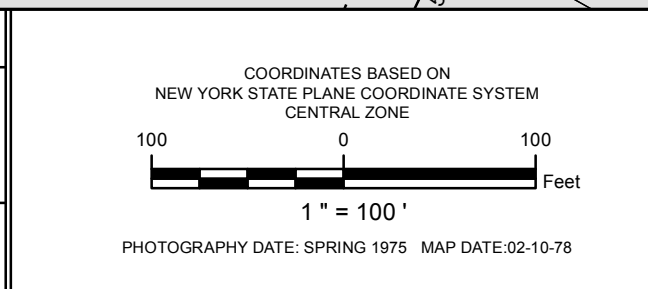 COORDINATES BASED ON
NEW YORK STATE PLANE COORDINATE SYSTEM
CENTRAL ZONE
100 0 100
Feet
1 " = 100 '
PHOTOGRAPHY DATE: SPRING 1975 MAP DATE:02-10-78